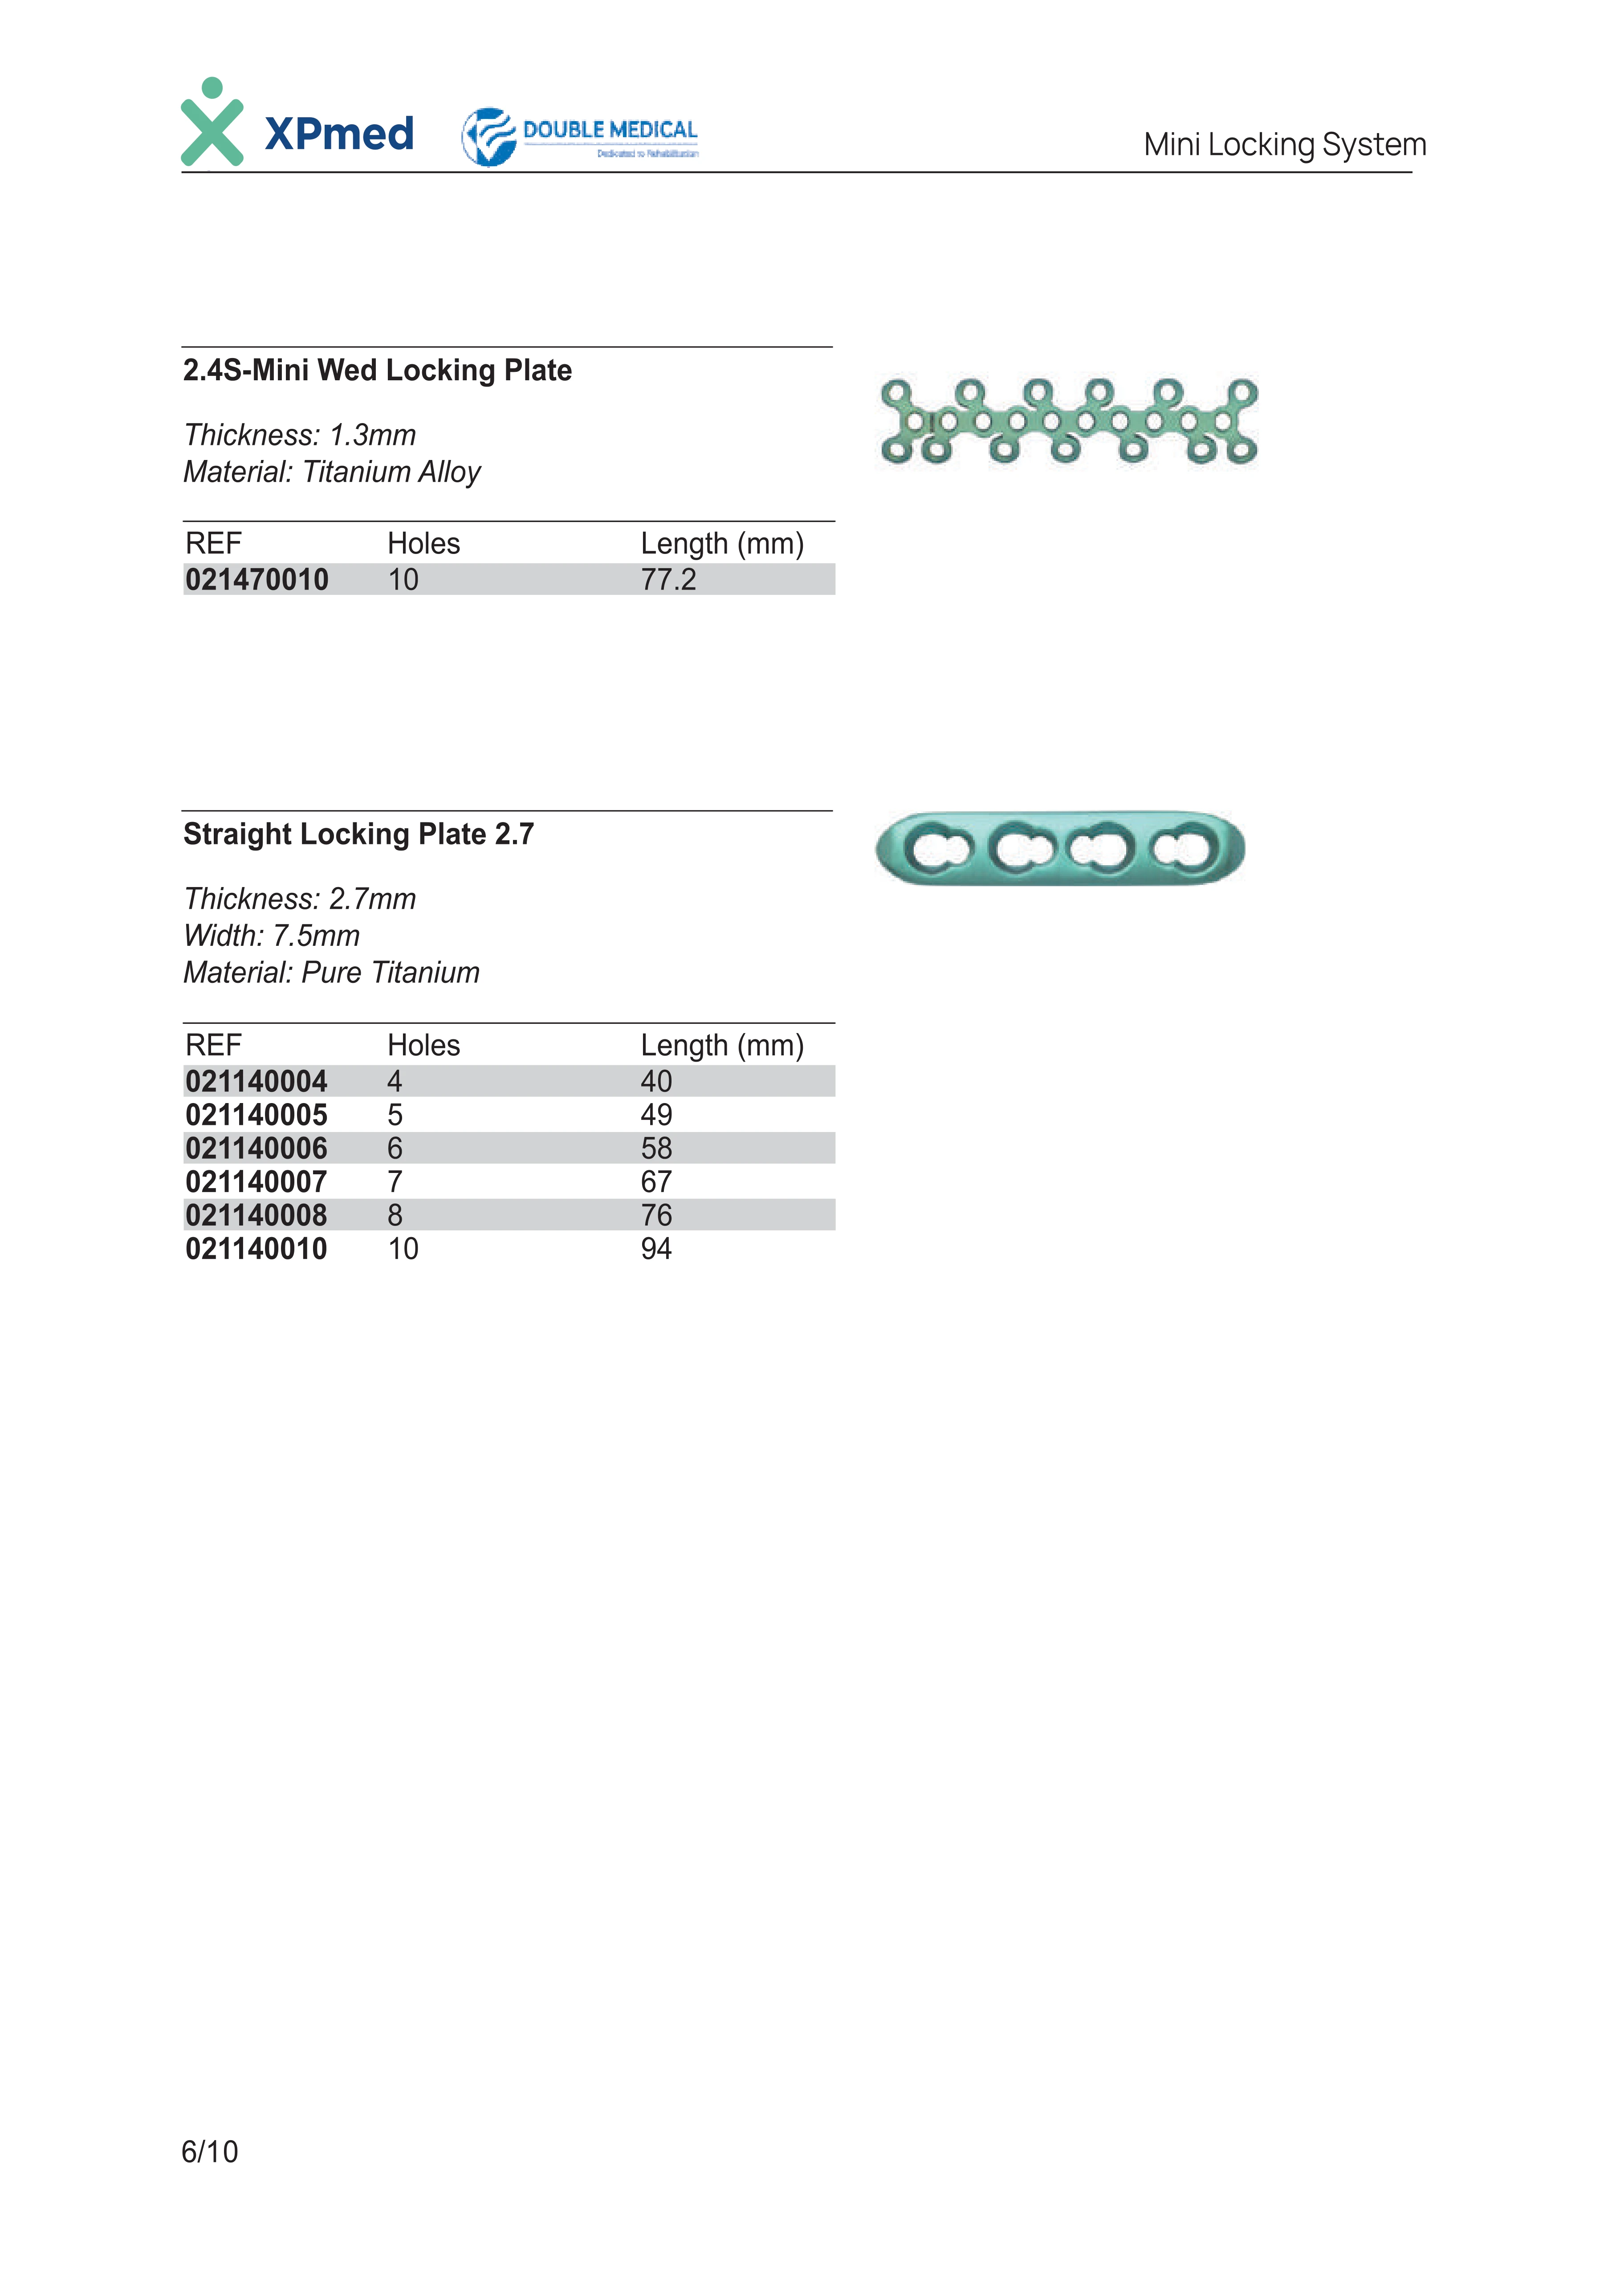 XPmed
DOUBLE MEDICAL
Dedicated to Rehabilitation
Mini Locking System
2.4S-Mini Wed Locking Plate
Thickness: 1.3mm
Material: Titanium Alloy
REF Holes Length (mm)
021470010 10 77.2
Straight Locking Plate 2.7
Thickness: 2.7mm
Width: 7.5mm
Material: Pure Titanium
REF Holes Length (mm)
021140004 4 40
021140005 5 49
021140006 6 58
021140007 7 67
021140008 8 76
021140010 10 94
6/10